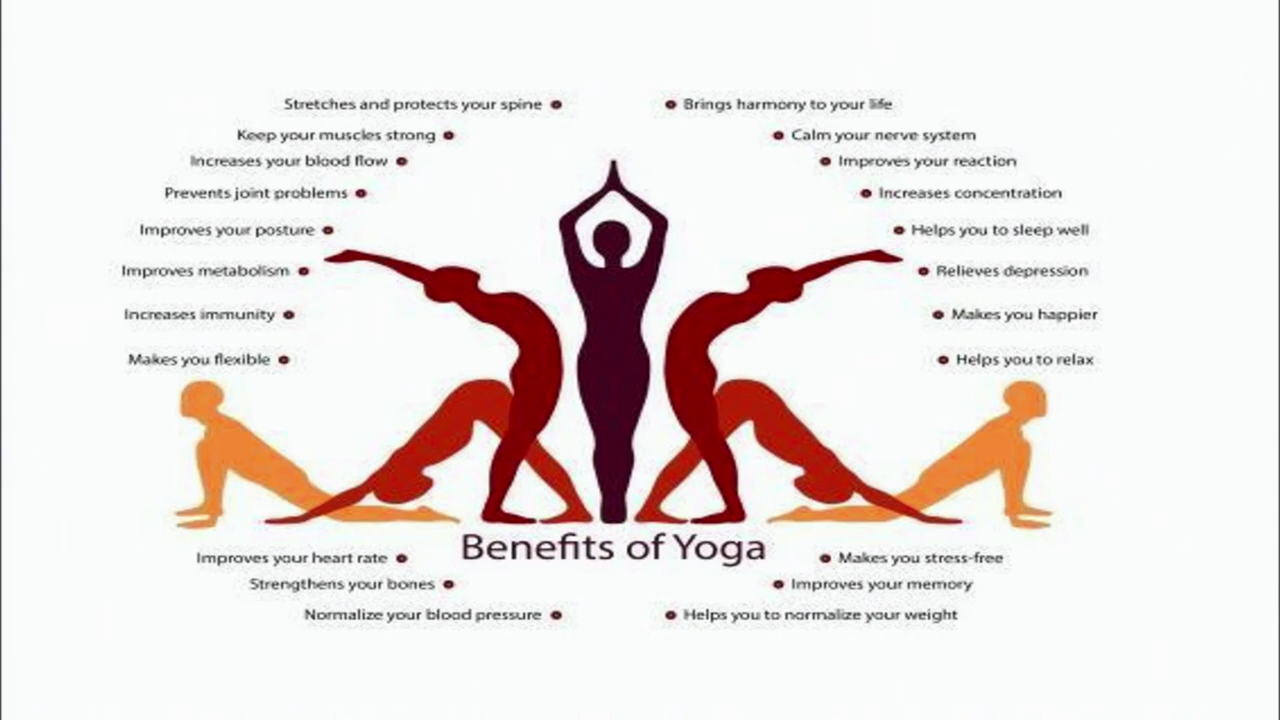 Stretches and protects your spine
Keep your muscles strong
Increases your blood flow
Prevents joint problems
Improves your posture
Improves metabolism
Increases immunity
Makes you flexible
Brings harmony to your life
Calm your nerve system
Improves your reaction
Increases concentration
Helps you to sleep well
Relieves depression
Makes you happier
Helps you to relax
Benefits of Yoga
Improves your heart rate
Strengthens your bones
Normalize your blood pressure
Makes you stress-free
Improves your memory
Helps you to normalize your weight